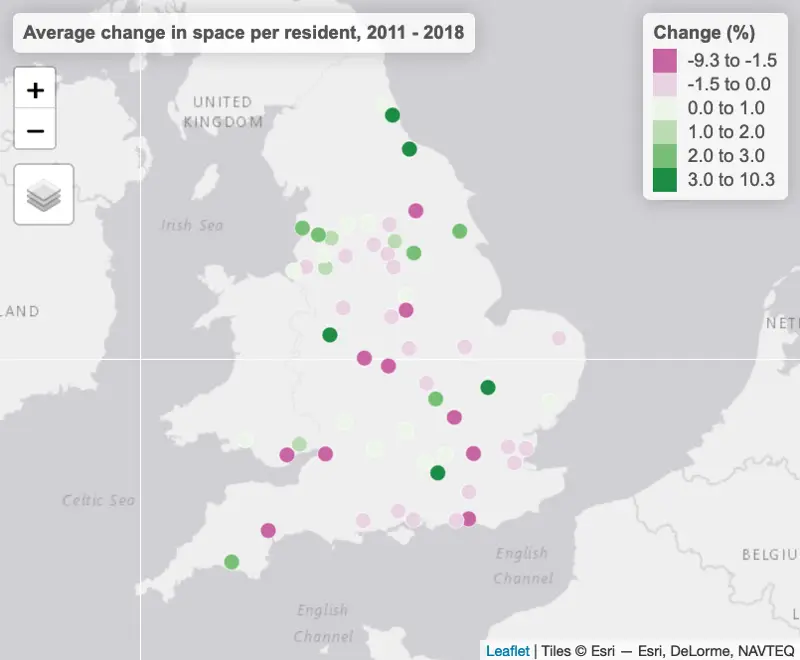 Average change in space per resident, 2011 - 2018
+
−
Change (%)
-9.3 to -1.5
-1.5 to 0.0
0.0 to 1.0
1.0 to 2.0
2.0 to 3.0
3.0 to 10.3
UNITED
KINGDOM
Irish Sea
LAND
NETH
Celtic Sea
English
Channel
BELGIU
English
Channel
L
Leaflet | Tiles © Esri — Esri, DeLorme, NAVTEQ